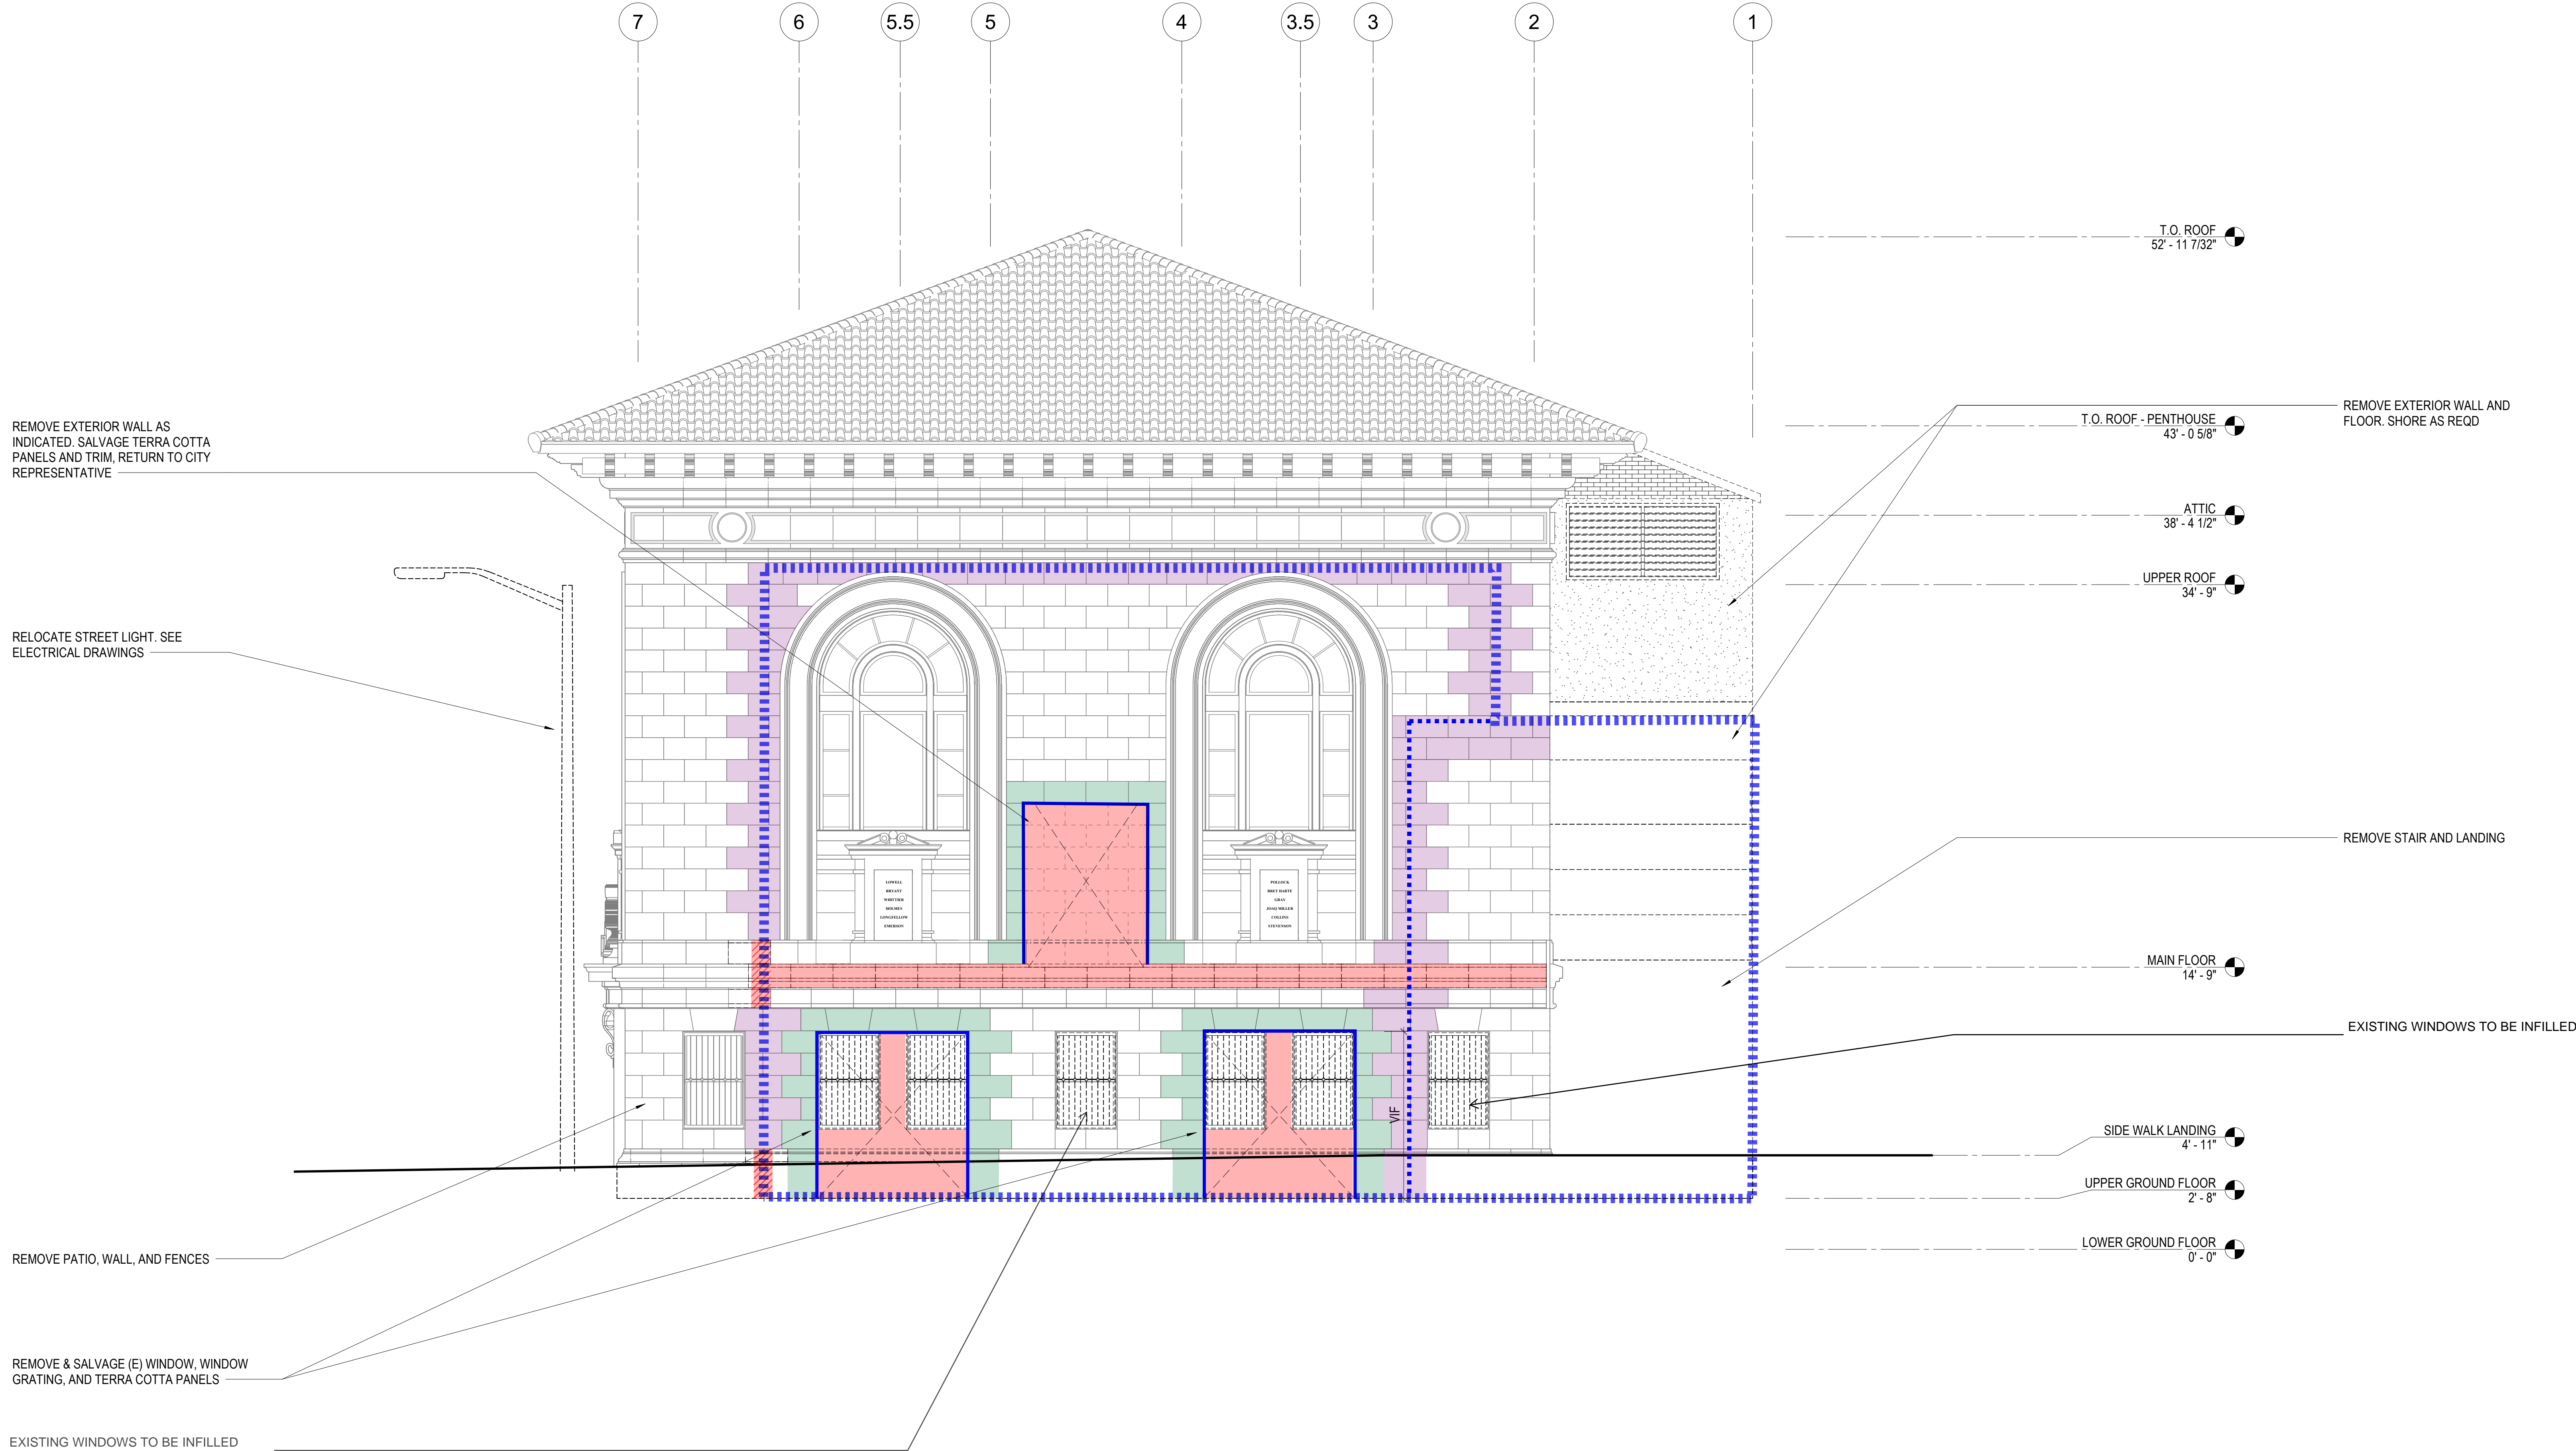 7
6
5.5
5
4
3.5
3
2
1
T.O. ROOF
52' - 11 7/32"
REMOVE EXTERIOR WALL AND
FLOOR. SHORE AS REQD
T.O. ROOF - PENTHOUSE
43' - 0 5/8"
REMOVE EXTERIOR WALL AS
INDICATED. SALVAGE TERRA COTTA
PANELS AND TRIM, RETURN TO CITY
REPRESENTATIVE
ATTIC
38' - 4 1/2"
UPPER ROOF
34' - 9"
RELOCATE STREET LIGHT. SEE
ELECTRICAL DRAWINGS
REMOVE STAIR AND LANDING
LOWELL
BRYANT
WHITTIER
HOLMES
LONGFELLOW
EMERSON
POLLOCK
BRET HARTE
GRAY
JOAQ MILLER
COLLINS
STEVENSON
MAIN FLOOR
14' - 9"
EXISTING WINDOWS TO BE INFILLED
VIF
SIDE WALK LANDING
4' - 11"
UPPER GROUND FLOOR
2' - 8"
LOWER GROUND FLOOR
0' - 0"
REMOVE PATIO, WALL, AND FENCES
REMOVE & SALVAGE (E) WINDOW, WINDOW
GRATING, AND TERRA COTTA PANELS
EXISTING WINDOWS TO BE INFILLED